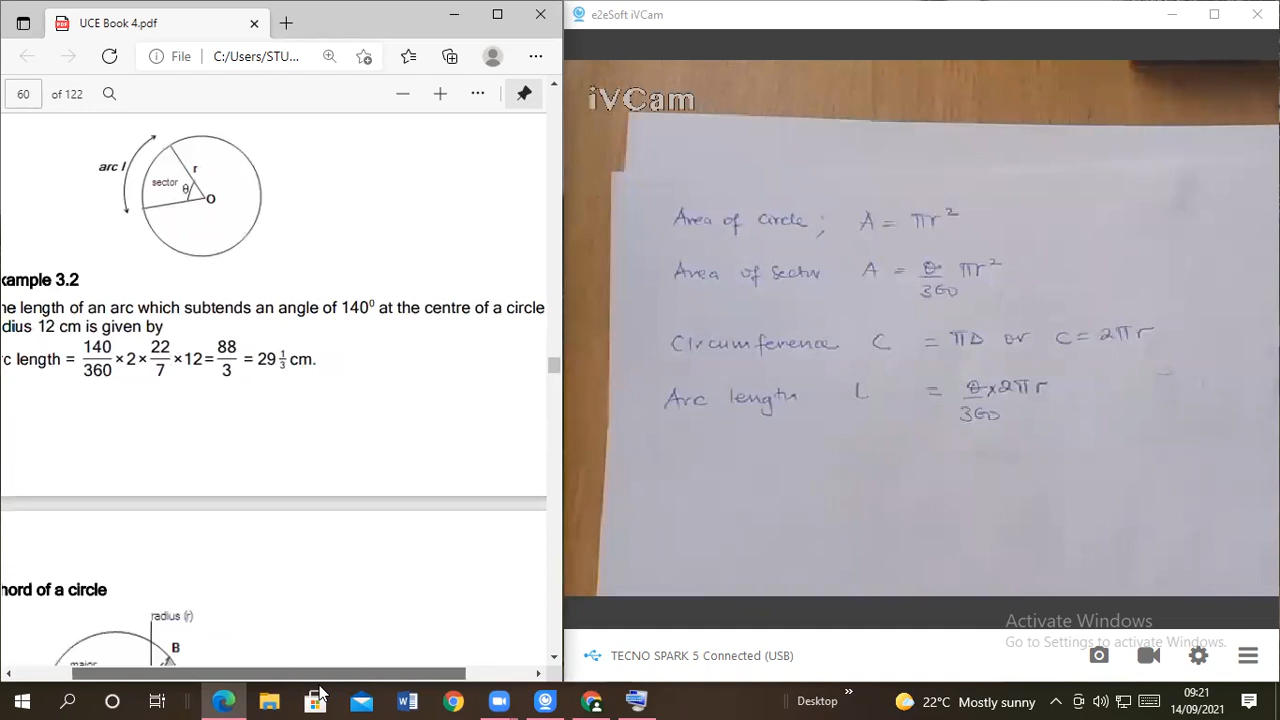 UCE Book 4.pdf
File
C:/Users/STU...
60
of 122
arc l
r
sector
θ
O
xample 3.2
he length of an arc which subtends an angle of 140⁰ at the centre of a circle
dius 12 cm is given by
rc length = 140/360 × 2 × 22/7 × 12 = 88/3 = 29 1/3 cm.
hord of a circle
radius (r)
B
major
e2eSoft iVCam
iVCam
Area of circle; A = πr²
Area of sector A = θ/360 πr²
Circumference C = πD or C = 2πr
Arc length L = θ/360 × 2πr
Activate Windows
Go to Settings to activate Windows.
TECNO SPARK 5 Connected (USB)
Desktop
»
22°C Mostly sunny
09:21
14/09/2021